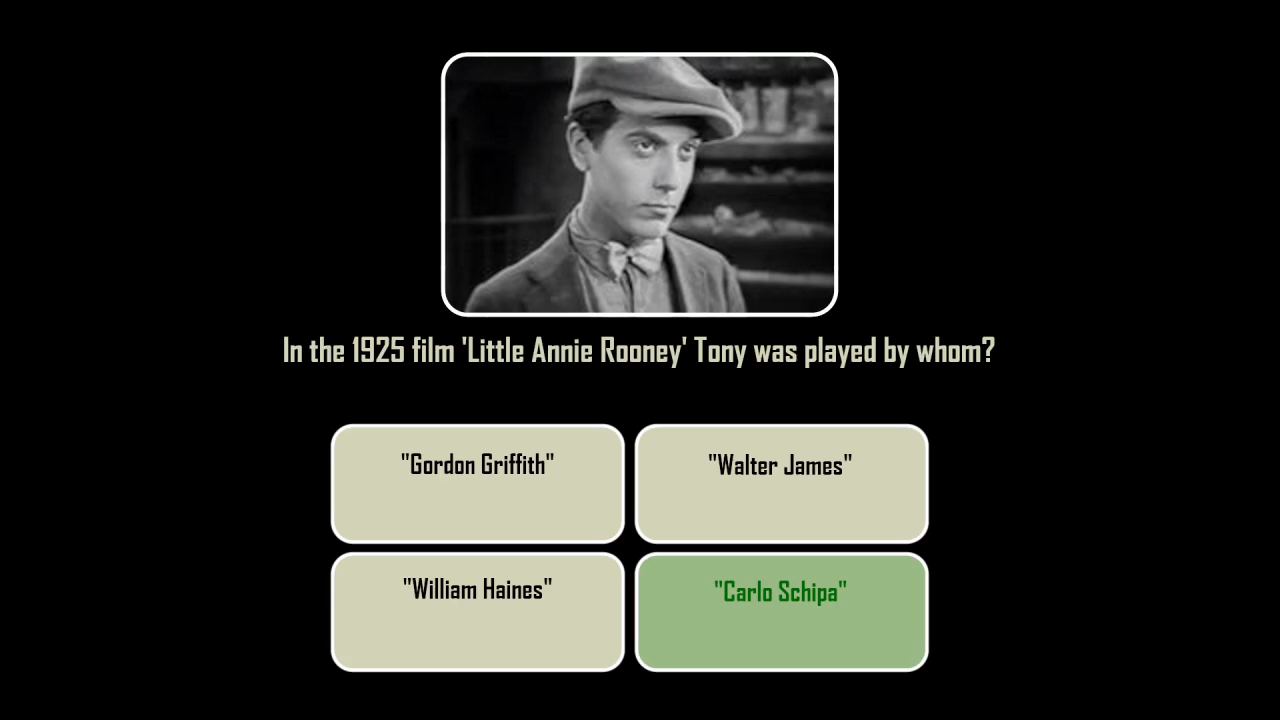 In the 1925 film 'Little Annie Rooney' Tony was played by whom?
"Gordon Griffith"
"Walter James"
"William Haines"
"Carlo Schipa"